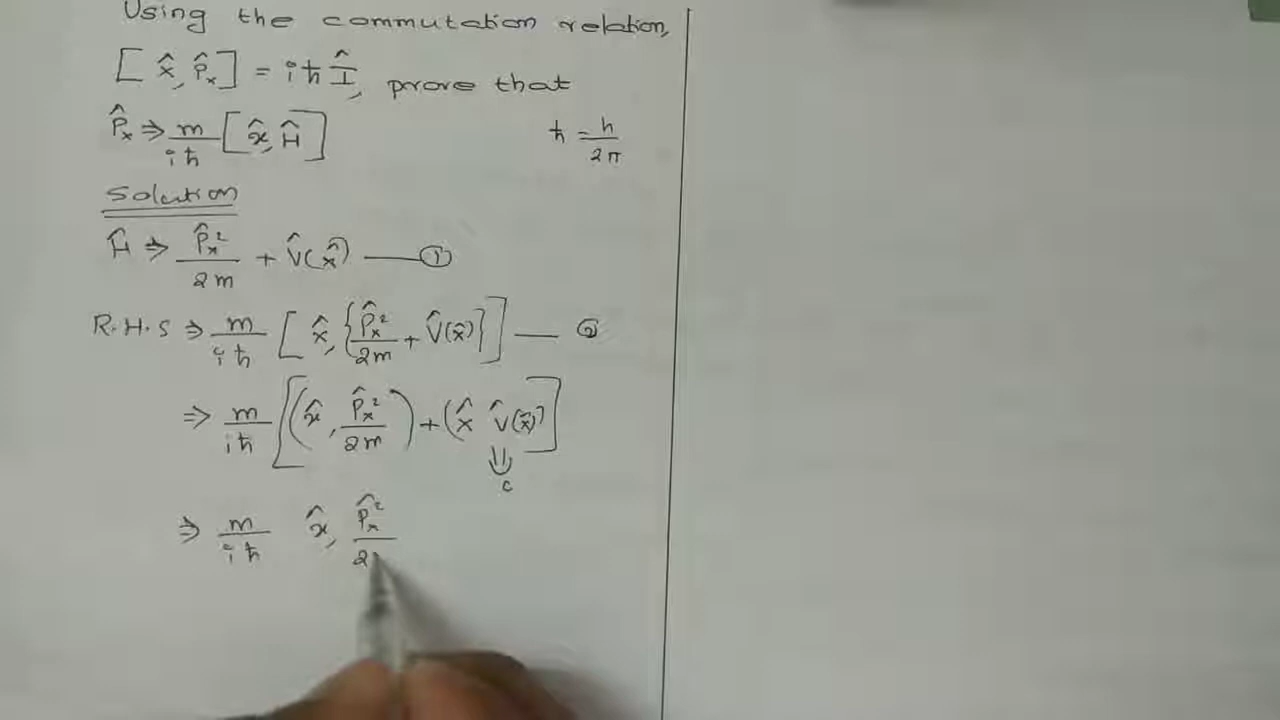 Using the commutation relation,
[x̂, P̂ₓ] = iħ Î, prove that
P̂ₓ ⇒ m/iħ [x̂, Ĥ]
ħ = h/2π
Solution
Ĥ ⇒ P̂ₓ²/2m + V̂(x̂) —— ①
R.H.S ⇒ m/iħ [x̂, {P̂ₓ²/2m + V̂(x̂)}] —— ②
⇒ m/iħ [(x̂, P̂ₓ²/2m) + (x̂ V̂(x̂)]
⇓
⇒ m/iħ x̂, P̂ₓ²/2